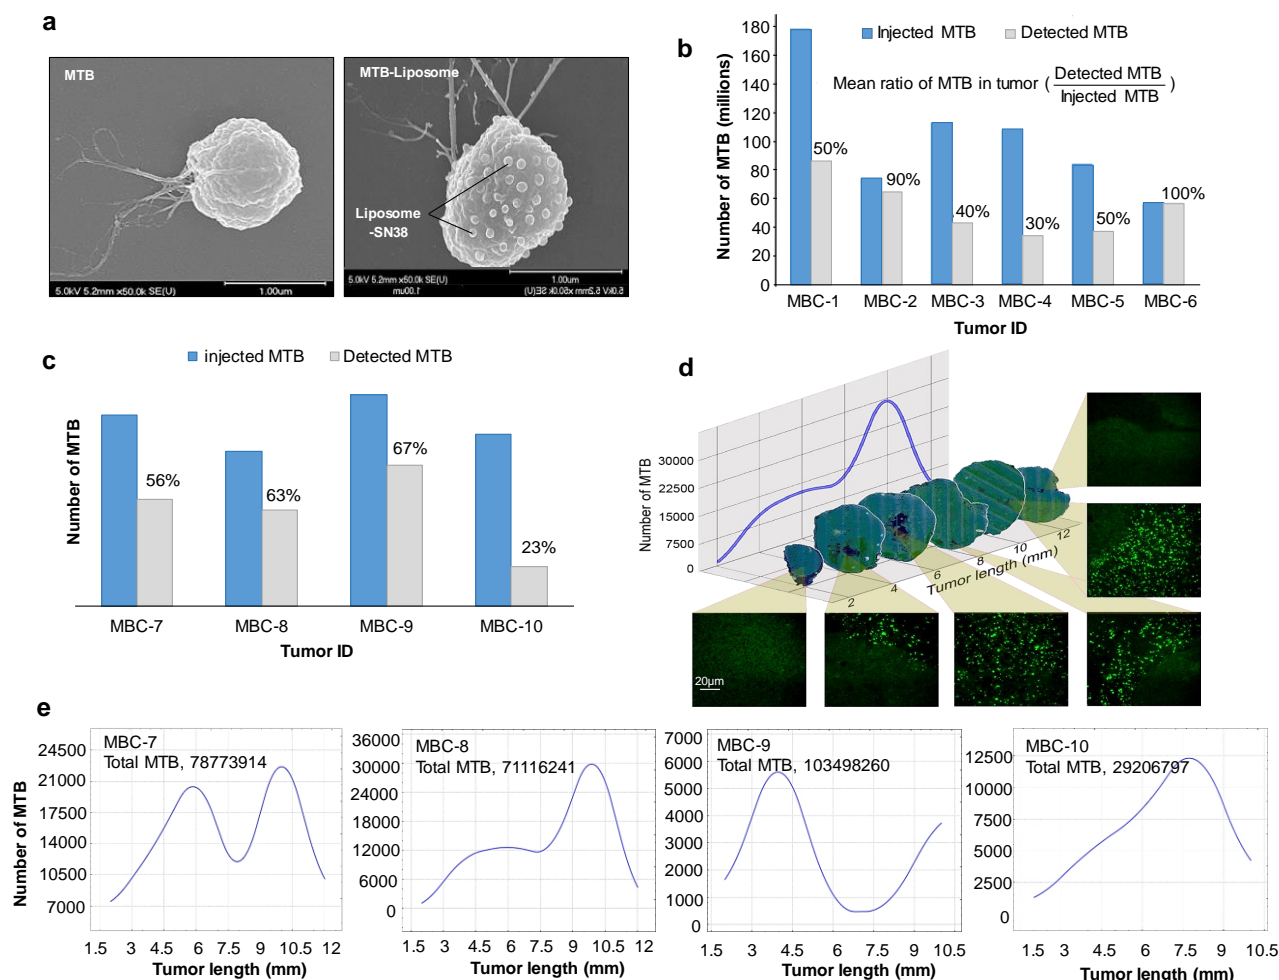 a
MTB
5.0kV 5.2mm x50.0k SE(U)
1.00um
MTB-Liposome
Liposome
-SN38
5.0kV 5.2mm x50.0k SE(U)
1.00um
5.0kV 5.2mm x50.0k SE(U)
1.00um
b
Injected MTB
Detected MTB
Mean ratio of MTB in tumor (Detected MTB
Injected MTB)
Number of MTB (millions)
180
160
140
120
100
80
60
40
20
0
50%
90%
40%
30%
50%
100%
MBC-1 MBC-2 MBC-3 MBC-4 MBC-5 MBC-6
Tumor ID
c
injected MTB
Detected MTB
Number of MTB
56%
63%
67%
23%
MBC-7 MBC-8 MBC-9 MBC-10
Tumor ID
d
Number of MTB
30000
22500
15000
7500
0
2 4 6 8 10 12
Tumor length (mm)
20µm
e
Number of MTB
MBC-7
Total MTB, 78773914
24500
21000
17500
14000
10500
7000
1.5 3 4.5 6 7.5 9 10.5 12
Tumor length (mm)
MBC-8
Total MTB, 71116241
36000
30000
24000
18000
12000
6000
0
1.5 3 4.5 6 7.5 9 10.5 12
Tumor length (mm)
MBC-9
Total MTB, 103498260
7000
6000
5000
4000
3000
2000
1000
0
1.5 3 4.5 6 7.5 9 10.5
Tumor length (mm)
MBC-10
Total MTB, 29206797
12500
10000
7500
5000
2500
0
1.5 3 4.5 6 7.5 9 10.5
Tumor length (mm)